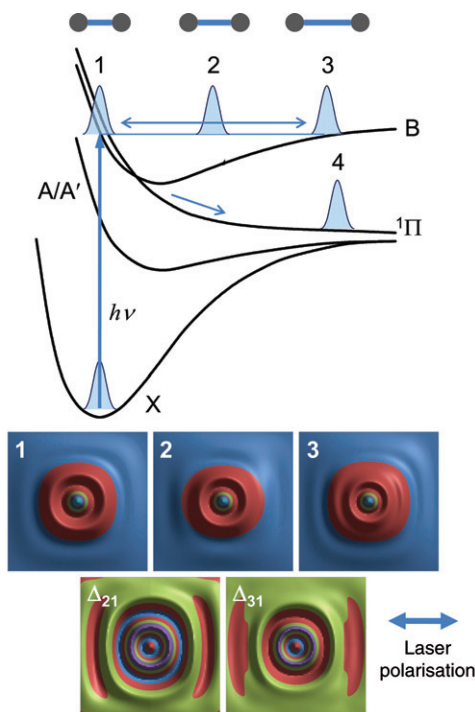 1 2 3
B
4
A/A′
¹Π
hν
X
1 2 3
Δ₂₁ Δ₃₁
Laser
polarisation